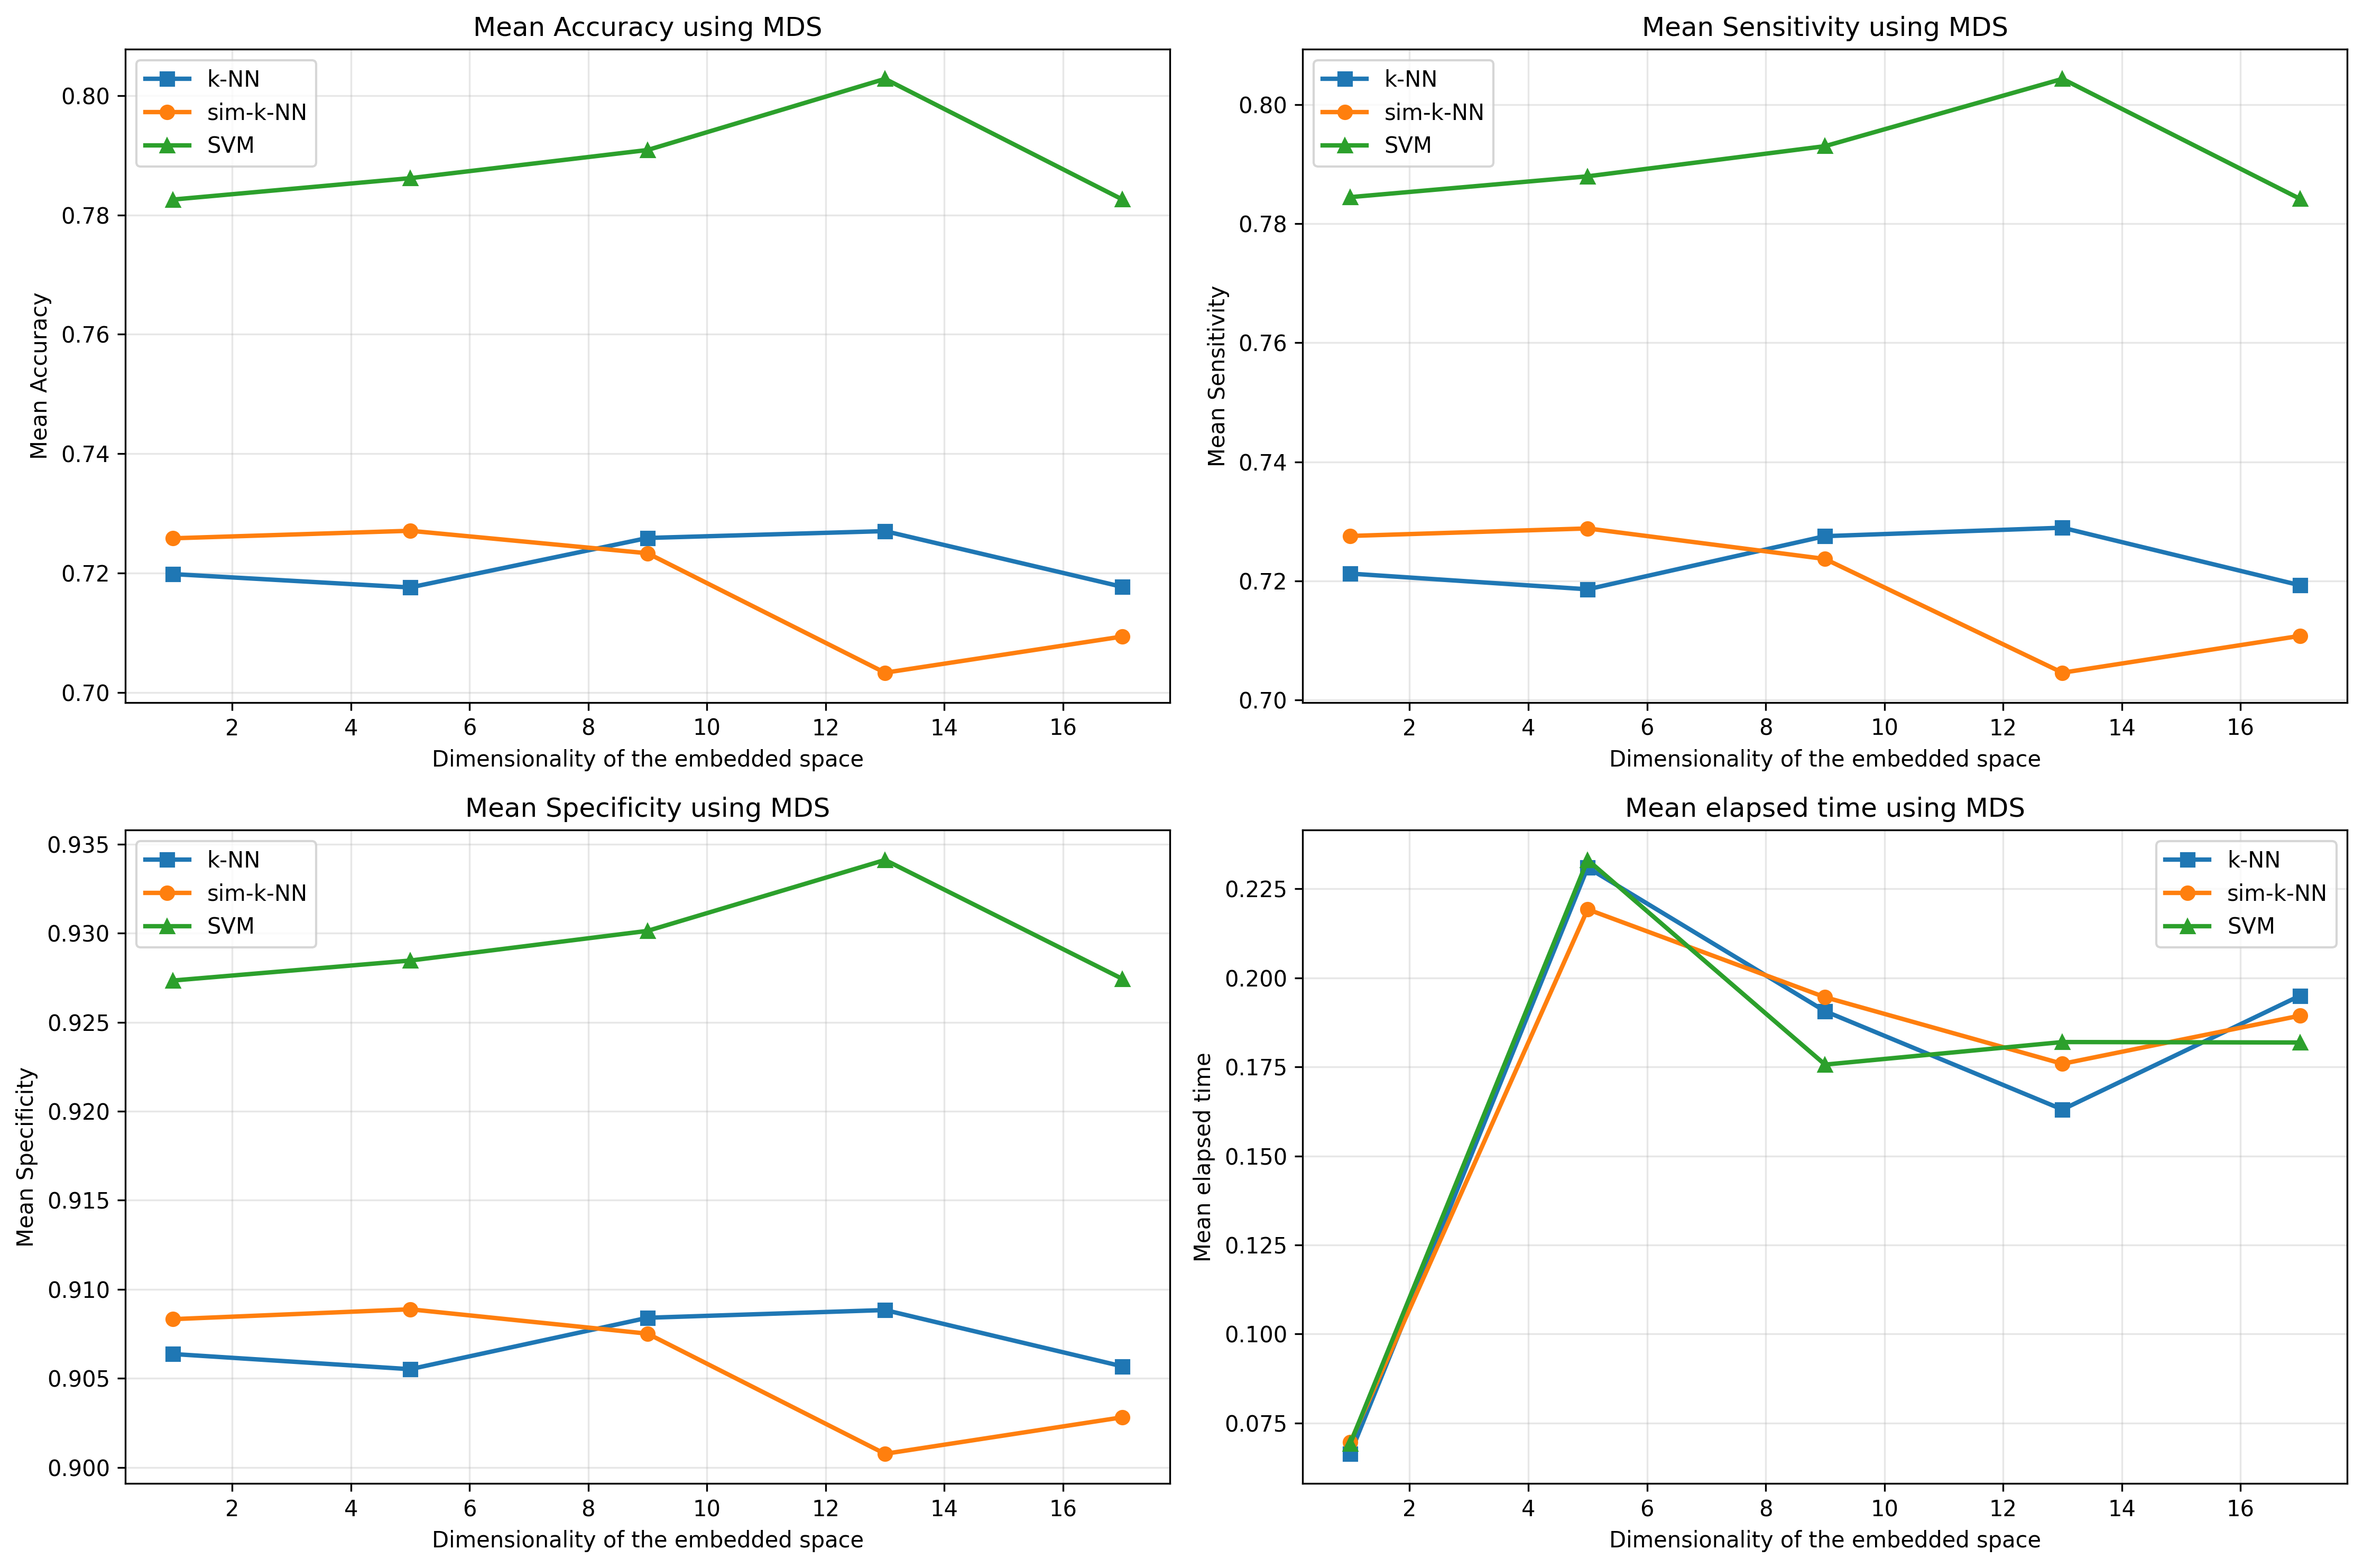 Mean Accuracy using MDS
k-NN
sim-k-NN
SVM
Mean Accuracy
0.80
0.78
0.76
0.74
0.72
0.70
2 4 6 8 10 12 14 16
Dimensionality of the embedded space
Mean Sensitivity using MDS
k-NN
sim-k-NN
SVM
Mean Sensitivity
0.80
0.78
0.76
0.74
0.72
0.70
2 4 6 8 10 12 14 16
Dimensionality of the embedded space
Mean Specificity using MDS
k-NN
sim-k-NN
SVM
Mean Specificity
0.935
0.930
0.925
0.920
0.915
0.910
0.905
0.900
2 4 6 8 10 12 14 16
Dimensionality of the embedded space
Mean elapsed time using MDS
k-NN
sim-k-NN
SVM
Mean elapsed time
0.225
0.200
0.175
0.150
0.125
0.100
0.075
2 4 6 8 10 12 14 16
Dimensionality of the embedded space